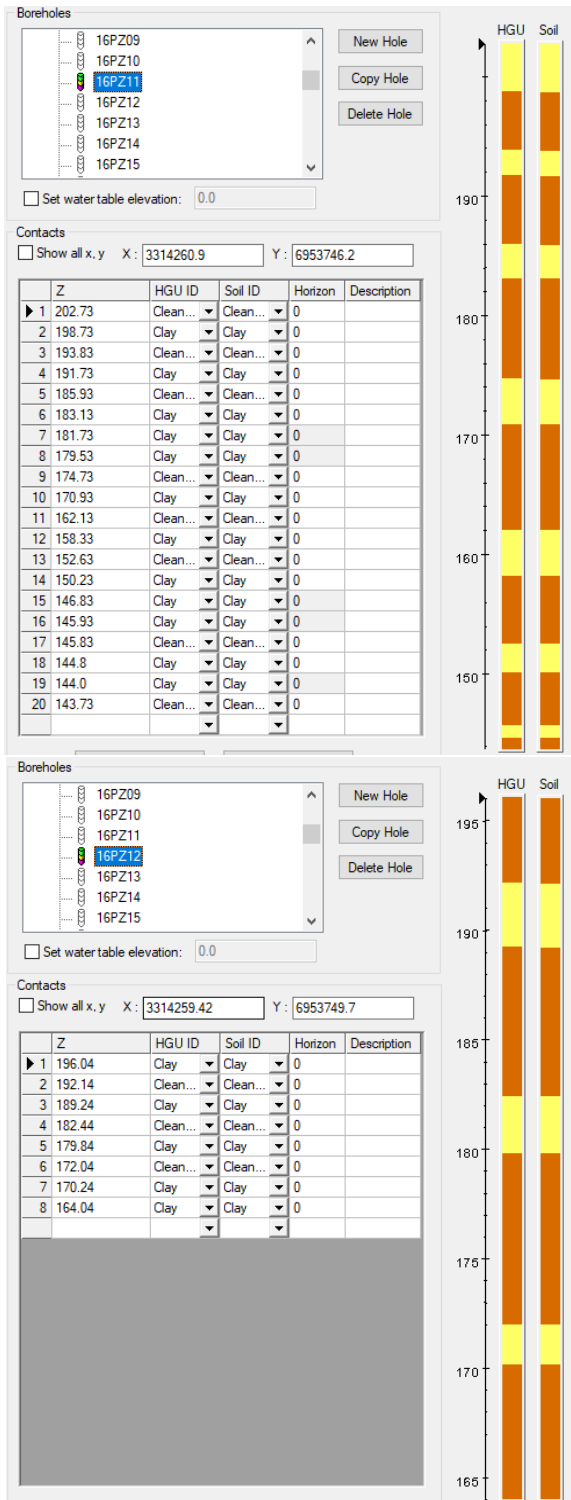 Boreholes
HGU Soil
16PZ09
16PZ10
16PZ11
16PZ12
16PZ13
16PZ14
16PZ15
New Hole
Copy Hole
Delete Hole
Set water table elevation: 0.0
Contacts
Show all x, y X : 3314260.9 Y : 6953746.2
Z HGU ID Soil ID Horizon Description
1 202.73 Clean... Clean... 0
2 198.73 Clay Clay 0
3 193.83 Clean... Clean... 0
4 191.73 Clay Clay 0
5 185.93 Clean... Clean... 0
6 183.13 Clay Clay 0
7 181.73 Clay Clay 0
8 179.53 Clay Clay 0
9 174.73 Clean... Clean... 0
10 170.93 Clay Clay 0
11 162.13 Clean... Clean... 0
12 158.33 Clay Clay 0
13 152.63 Clean... Clean... 0
14 150.23 Clay Clay 0
15 146.83 Clay Clay 0
16 145.93 Clay Clay 0
17 145.83 Clean... Clean... 0
18 144.8 Clay Clay 0
19 144.0 Clay Clay 0
20 143.73 Clean... Clean... 0
190
180
170
160
150
Boreholes
HGU Soil
16PZ09
16PZ10
16PZ11
16PZ12
16PZ13
16PZ14
16PZ15
New Hole
Copy Hole
Delete Hole
Set water table elevation: 0.0
Contacts
Show all x, y X : 3314259.42 Y : 6953749.7
Z HGU ID Soil ID Horizon Description
1 196.04 Clay Clay 0
2 192.14 Clean... Clean... 0
3 189.24 Clay Clay 0
4 182.44 Clean... Clean... 0
5 179.84 Clay Clay 0
6 172.04 Clean... Clean... 0
7 170.24 Clay Clay 0
8 164.04 Clay Clay 0
195
190
185
180
175
170
165